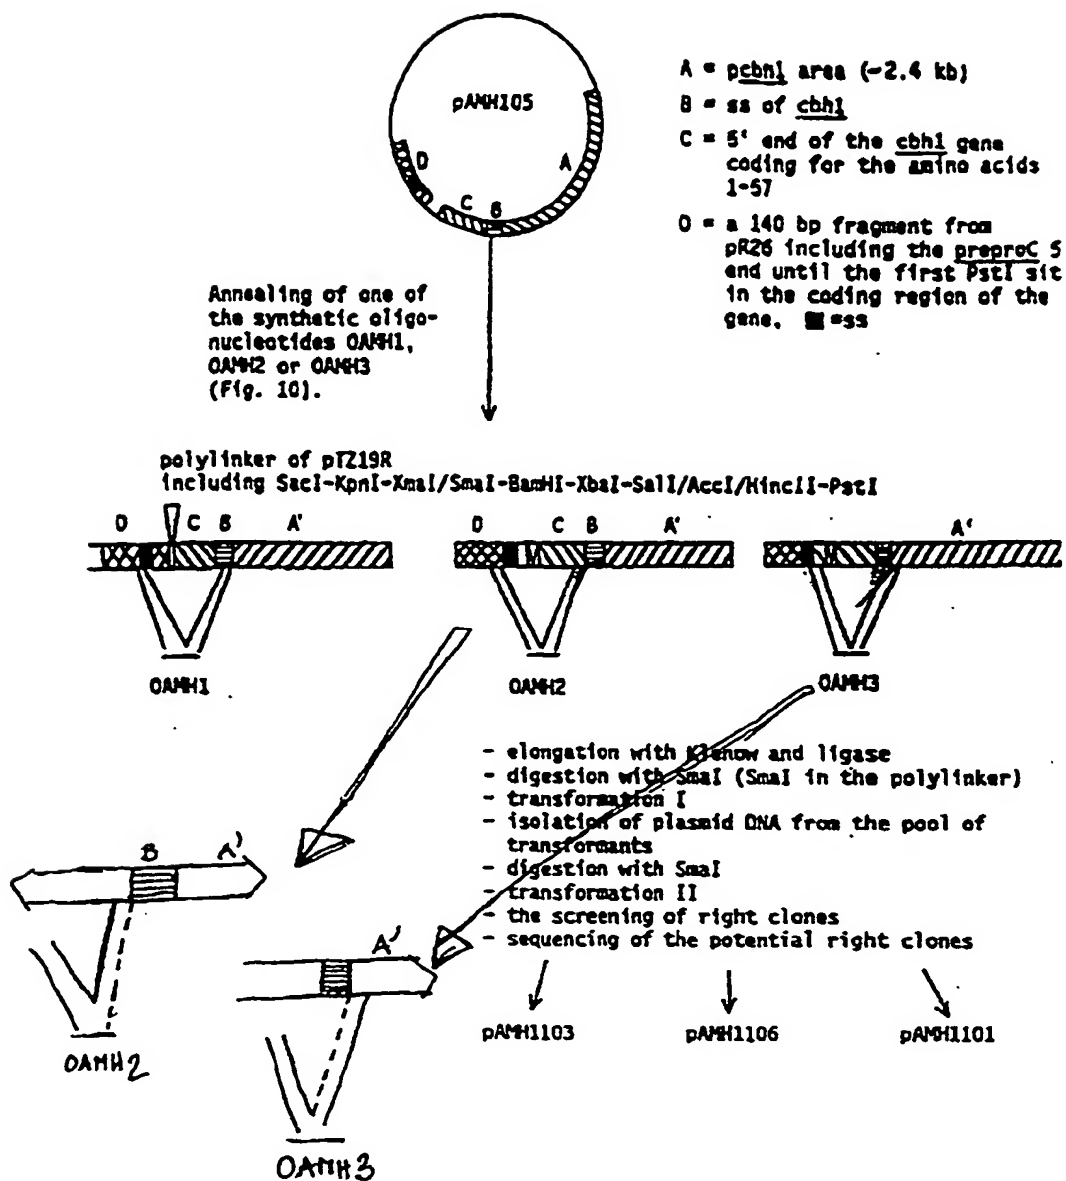 pAMH105
D
A
C
B
A = pcbh1 area (~2.4 kb)
B = ss of cbh1
C = 5' end of the cbh1 gene
coding for the amino acids
1-57
D = a 140 bp fragment from
pR26 including the preproC 5
end until the first PstI sit
in the coding region of the
gene. =ss
Annealing of one of
the synthetic oligo-
nucleotides OAMH1,
OAMH2 or OAMH3
(Fig. 10).
polylinker of pTZ19R
including SacI-KpnI-XmaI/SmaI-BamHI-XbaI-SalI/AccI/HincII-PstI
D C B A'
D C B A'
A'
OAMH1
OAMH2
OAMH3
- elongation with Klenow and ligase
- digestion with SmaI (SmaI in the polylinker)
- transformation I
- isolation of plasmid DNA from the pool of
transformants
- digestion with SmaI
- transformation II
- the screening of right clones
- sequencing of the potential right clones
pAMH1103
pAMH1106
pAMH1101
B A'
OAMH2
A'
OAMH3